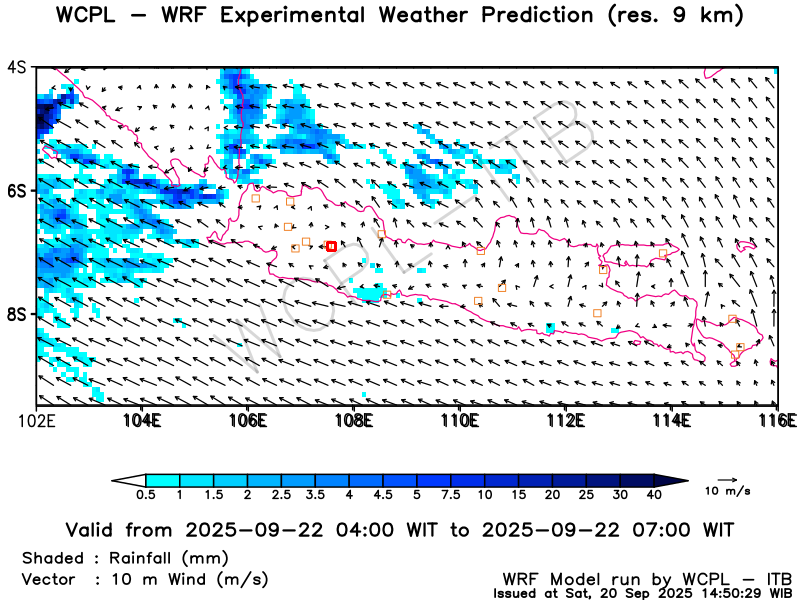 WCPL – WRF Experimental Weather Prediction (res. 9 km)
4S
6S
8S
WCPL-ITB
102E 104E 106E 108E 110E 112E 114E 116E
0.5 1 1.5 2 2.5 3.5 4 4.5 5 7.5 10 15 20 25 30 40
10 m/s
Valid from 2025-09-22 04:00 WIT to 2025-09-22 07:00 WIT
Shaded : Rainfall (mm)
Vector : 10 m Wind (m/s)
WRF Model run by WCPL – ITB
Issued at Sat, 20 Sep 2025 14:50:29 WIB